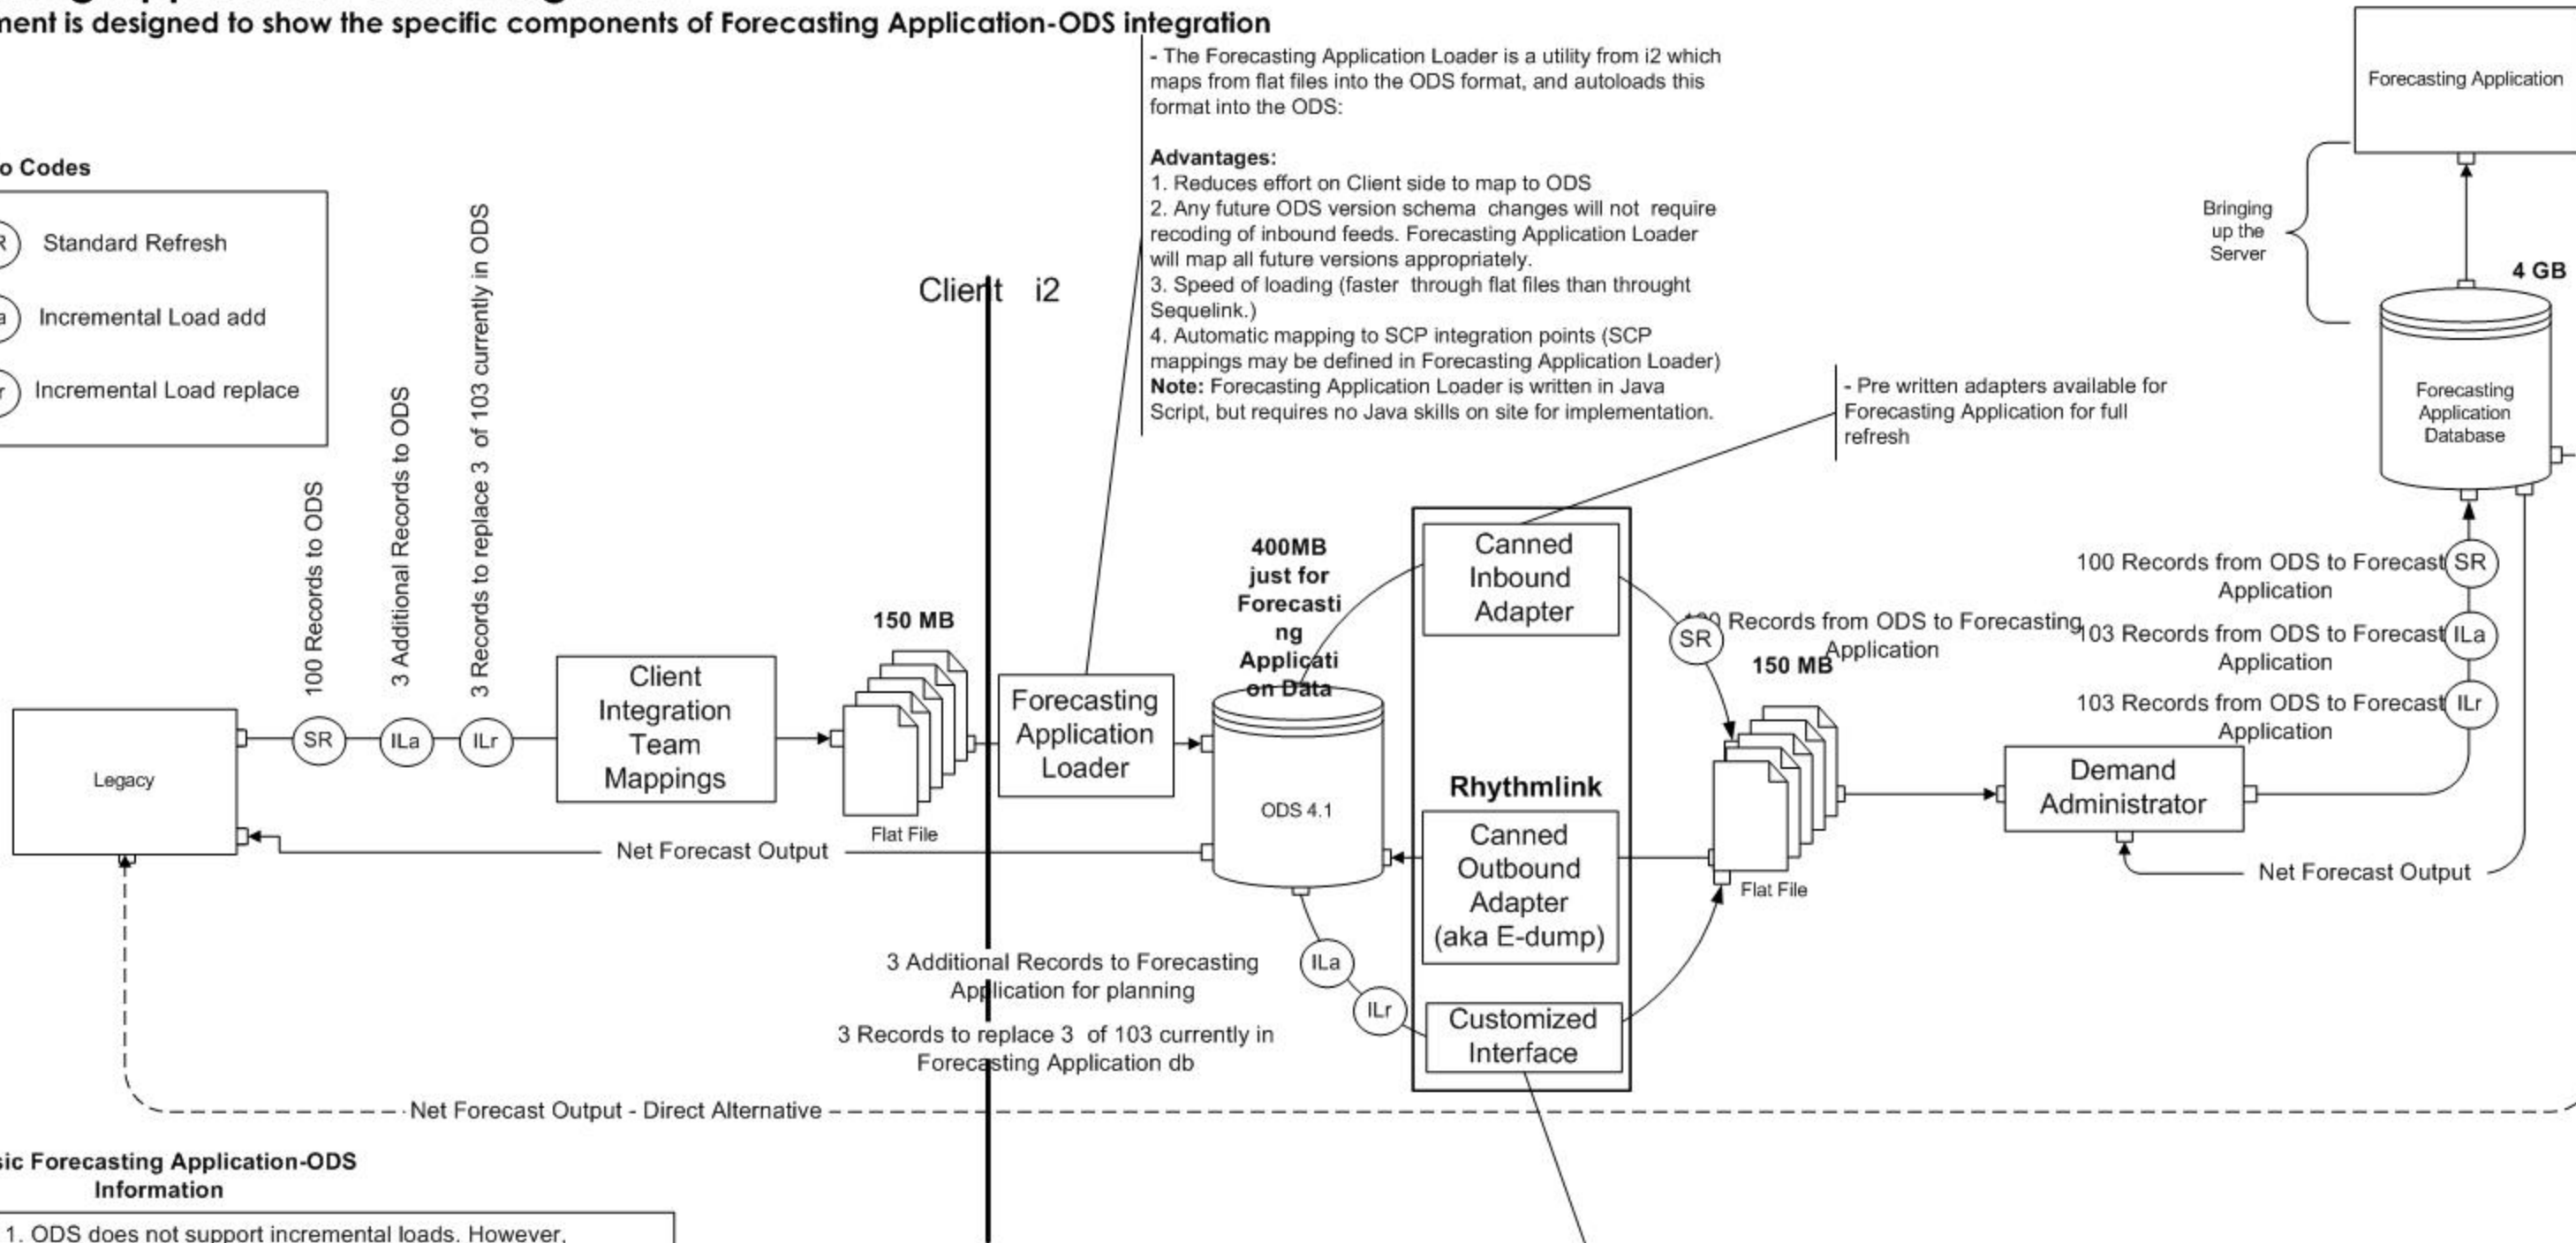 ment is designed to show the specific components of Forecasting Application-ODS integration
- The Forecasting Application Loader is a utility from i2 which
maps from flat files into the ODS format, and autoloads this
format into the ODS:
Advantages:
1. Reduces effort on Client side to map to ODS
2. Any future ODS version schema changes will not require
recoding of inbound feeds. Forecasting Application Loader
will map all future versions appropriately.
3. Speed of loading (faster through flat files than throught
Sequelink.)
4. Automatic mapping to SCP integration points (SCP
mappings may be defined in Forecasting Application Loader)
Note: Forecasting Application Loader is written in Java
Script, but requires no Java skills on site for implementation.
Forecasting Application
Bringing
up the
Server
4 GB
Forecasting
Application
Database
- Pre written adapters available for
Forecasting Application for full
refresh
o Codes
R
Standard Refresh
a
Incremental Load add
r
Incremental Load replace
100 Records to ODS
3 Additional Records to ODS
3 Records to replace 3 of 103 currently in ODS
Client i2
Legacy
SR
ILa
ILr
Client
Integration
Team
Mappings
150 MB
Flat File
Forecasting
Application
Loader
400MB
just for
Forecasti
ng
Applicati
on Data
ODS 4.1
Canned
Inbound
Adapter
Rhythmlink
Canned
Outbound
Adapter
(aka E-dump)
Customized
Interface
SR
Records from ODS to Forecasting
Application
150 MB
Flat File
Demand
Administrator
100 Records from ODS to Forecast
Application
SR
103 Records from ODS to Forecast
Application
ILa
103 Records from ODS to Forecast
Application
ILr
Net Forecast Output
Net Forecast Output
ILa
ILr
3 Additional Records to Forecasting
Application for planning
3 Records to replace 3 of 103 currently in
Forecasting Application db
Net Forecast Output - Direct Alternative
sic Forecasting Application-ODS
Information
1. ODS does not support incremental loads. However,